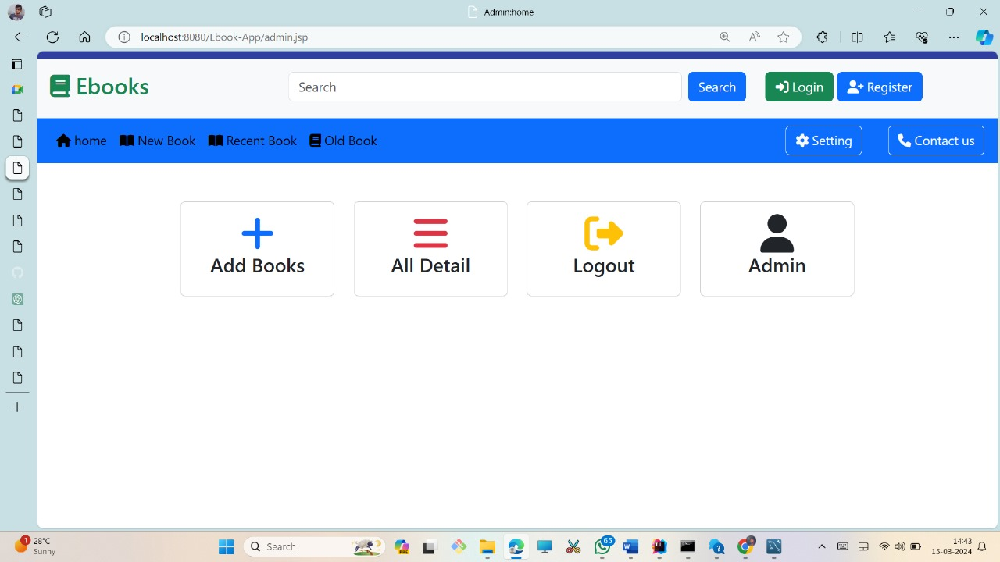 Admin:home
localhost:8080/Ebook-App/admin.jsp
Ebooks
Search
Search
Login
Register
home
New Book
Recent Book
Old Book
Setting
Contact us
Add Books
All Detail
Logout
Admin
1
28°C
Sunny
Search
PRE
65
14:43
15-03-2024